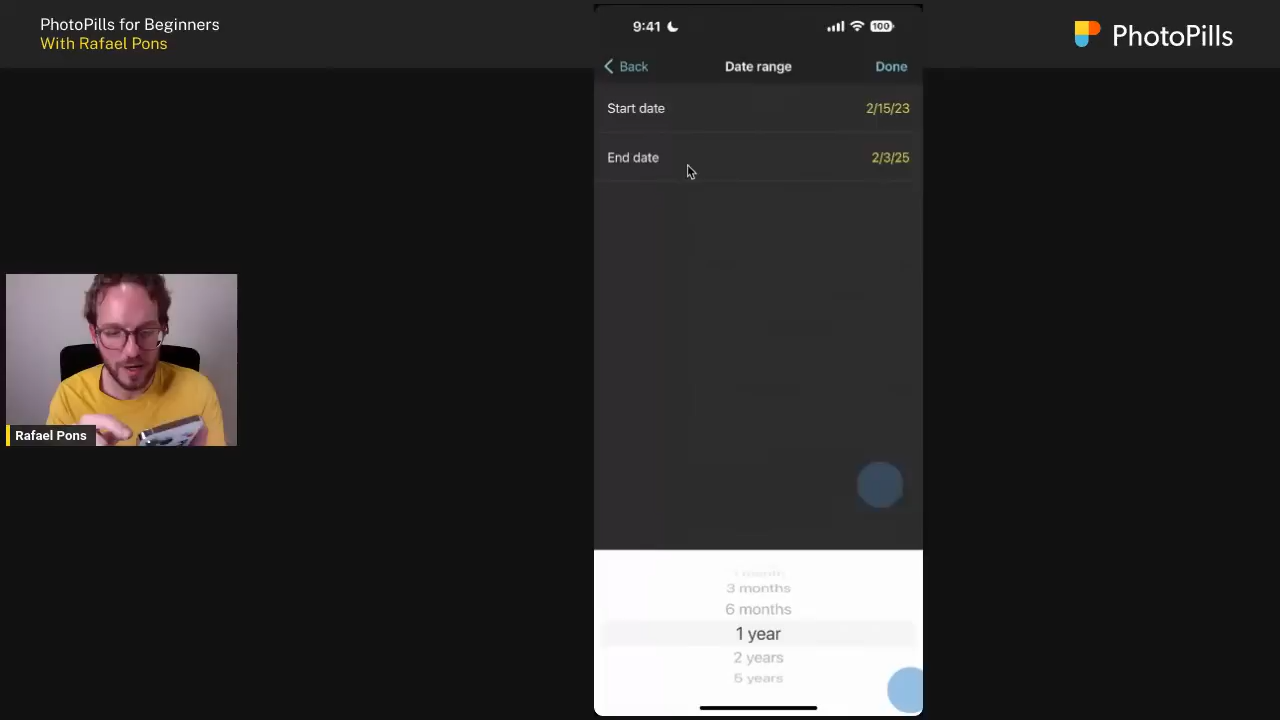 PhotoPills for Beginners
With Rafael Pons
PhotoPills
9:41
100
Back
Date range
Done
Start date
2/15/23
End date
2/3/25
Rafael Pons
3 months
6 months
1 year
2 years
5 years